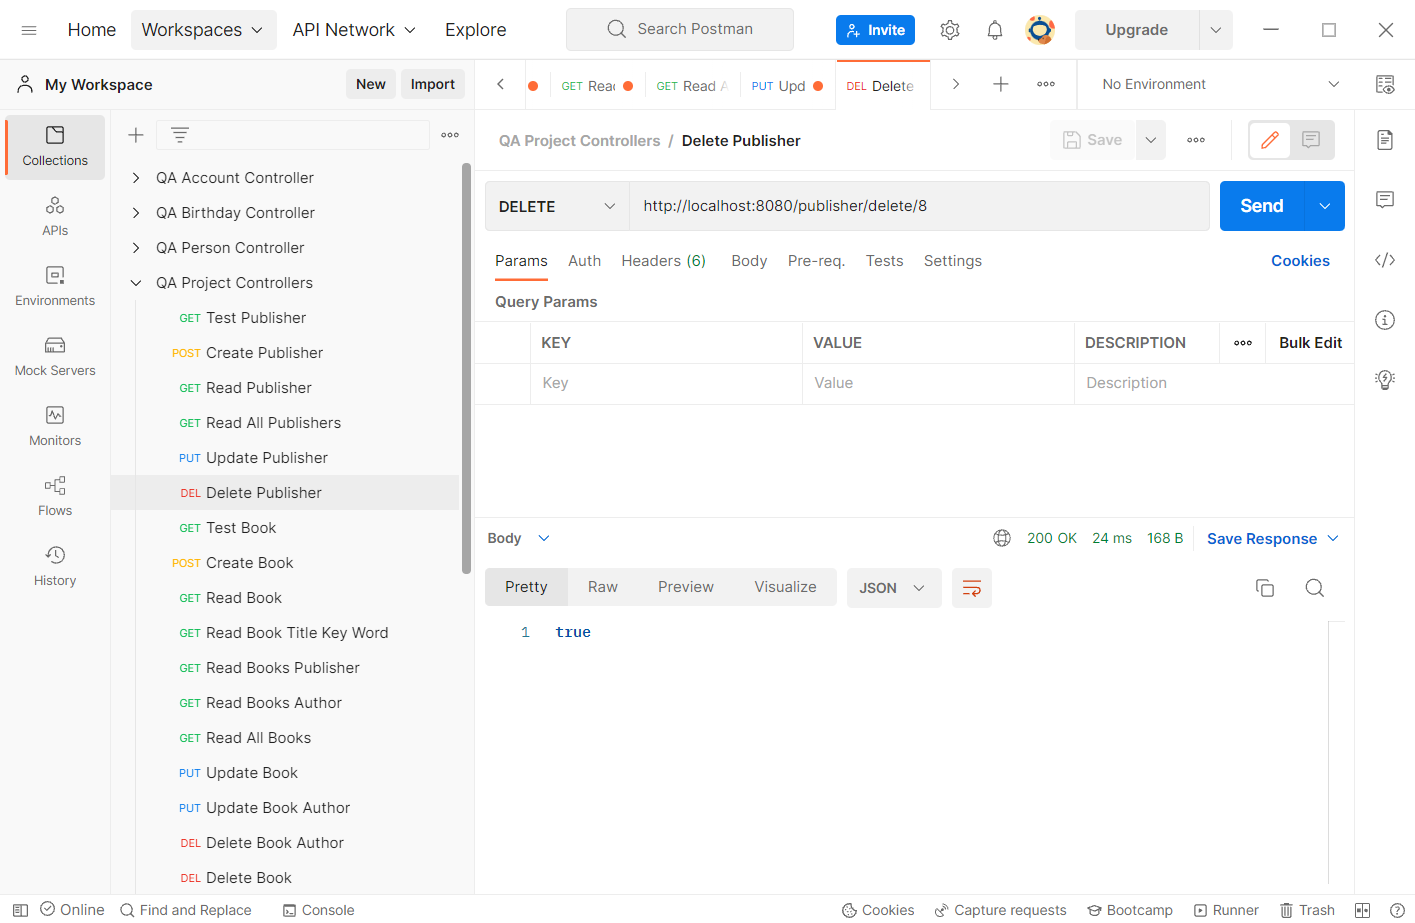 Home Workspaces API Network Explore Search Postman Invite Upgrade
My Workspace New Import
GET Read GET Read A PUT Upd DEL Delete No Environment
Collections
APIs
Environments
Mock Servers
Monitors
Flows
History
QA Account Controller
QA Birthday Controller
QA Person Controller
QA Project Controllers
GET Test Publisher
POST Create Publisher
GET Read Publisher
GET Read All Publishers
PUT Update Publisher
DEL Delete Publisher
GET Test Book
POST Create Book
GET Read Book
GET Read Book Title Key Word
GET Read Books Publisher
GET Read Books Author
GET Read All Books
PUT Update Book
PUT Update Book Author
DEL Delete Book Author
DEL Delete Book
QA Project Controllers / Delete Publisher Save
DELETE http://localhost:8080/publisher/delete/8 Send
Params Auth Headers (6) Body Pre-req. Tests Settings Cookies
Query Params
KEY VALUE DESCRIPTION Bulk Edit
Key Value Description
Body 200 OK 24 ms 168 B Save Response
Pretty Raw Preview Visualize JSON
1 true
Online Find and Replace Console Cookies Capture requests Bootcamp Runner Trash